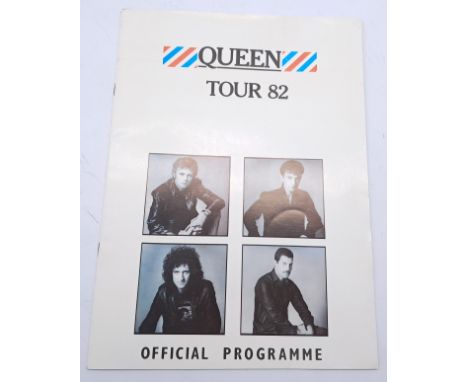 QUEEN
TOUR 82
OFFICIAL PROGRAMME